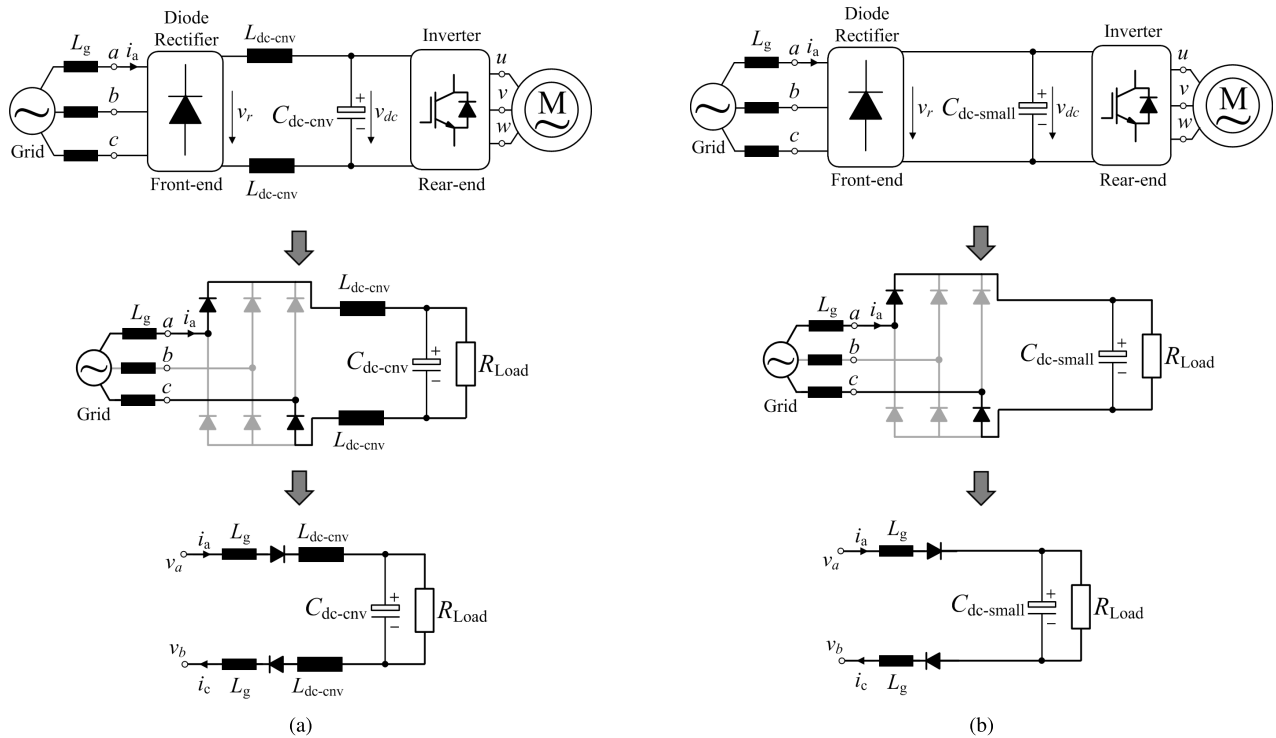 Diode
Rectifier
L_dc-cnv
Inverter
L_g
a
i_a
u
b
v_r
C_dc-cnv
+
−
v_dc
v
M
~
c
w
Grid
Front-end
L_dc-cnv
Rear-end
L_dc-cnv
L_g
a
i_a
b
C_dc-cnv
+
−
R_Load
c
Grid
L_dc-cnv
i_a
L_g
L_dc-cnv
v_a
C_dc-cnv
+
−
R_Load
v_b
i_c
L_g
L_dc-cnv
(a)
Diode
Rectifier
Inverter
L_g
a
i_a
u
b
v_r
C_dc-small
+
−
v_dc
v
M
~
c
w
Grid
Front-end
Rear-end
L_g
a
i_a
b
C_dc-small
+
−
R_Load
c
Grid
i_a
L_g
v_a
C_dc-small
+
−
R_Load
v_b
i_c
L_g
(b)